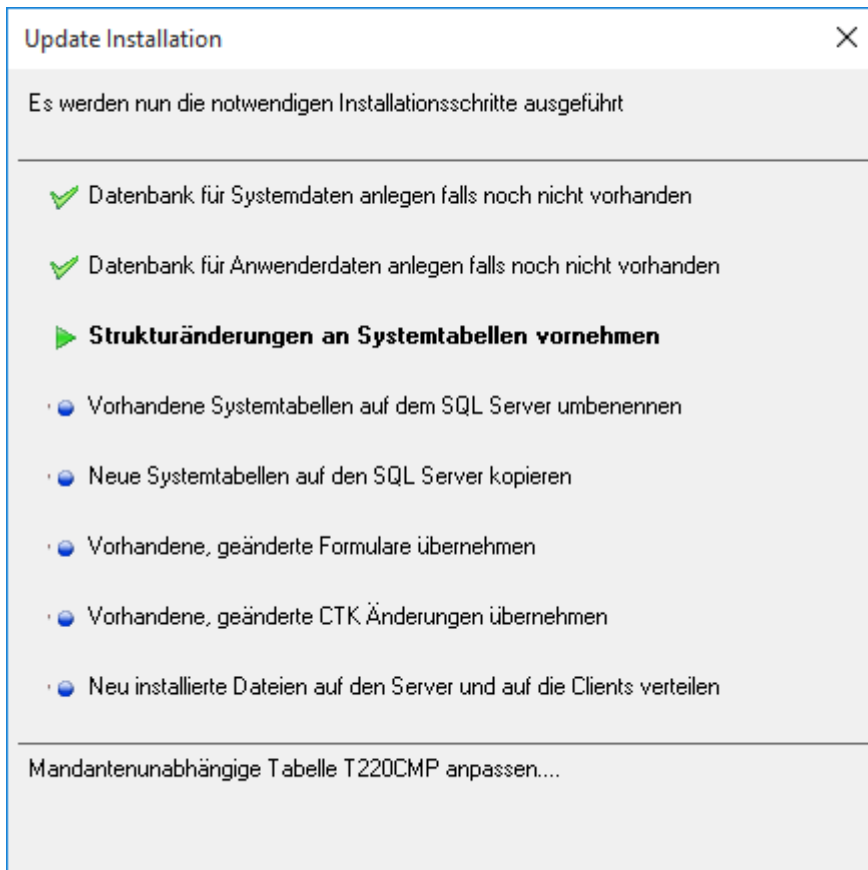 Update Installation
Es werden nun die notwendigen Installationsschritte ausgeführt
Datenbank für Systemdaten anlegen falls noch nicht vorhanden
Datenbank für Anwenderdaten anlegen falls noch nicht vorhanden
Strukturänderungen an Systemtabellen vornehmen
Vorhandene Systemtabellen auf dem SQL Server umbenennen
Neue Systemtabellen auf den SQL Server kopieren
Vorhandene, geänderte Formulare übernehmen
Vorhandene, geänderte CTK Änderungen übernehmen
Neu installierte Dateien auf den Server und auf die Clients verteilen
Mandantenunabhängige Tabelle T220CMP anpassen....